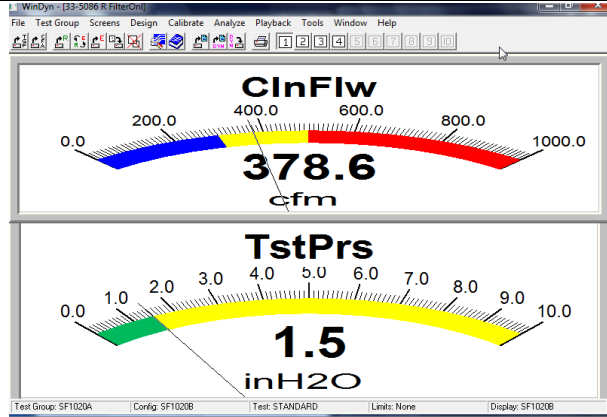 WinDyn - [33-5086 R FilterOnl]
File Test Group Screens Design Calibrate Analyze Playback Tools Window Help
1 2 3 4 5 6 7 8 9 10
ClnFlw
0.0 200.0 400.0 600.0 800.0 1000.0
378.6
cfm
TstPrs
0.0 1.0 2.0 3.0 4.0 5.0 6.0 7.0 8.0 9.0 10.0
1.5
inH2O
Test Group: SF1020A Config: SF1020B Test: STANDARD Limits: None Display: SF1020B